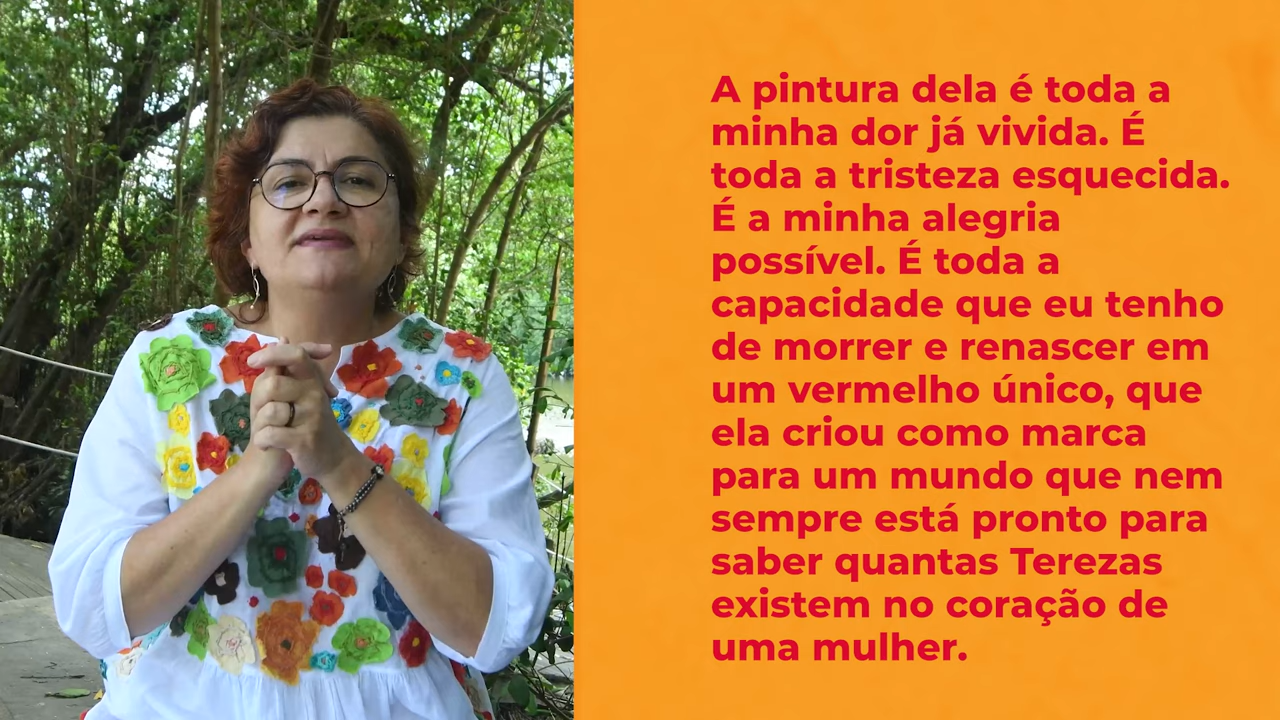 A pintura dela é toda a
minha dor já vivida. É
toda a tristeza esquecida.
É a minha alegria
possível. É toda a
capacidade que eu tenho
de morrer e renascer em
um vermelho único, que
ela criou como marca
para um mundo que nem
sempre está pronto para
saber quantas Terezas
existem no coração de
uma mulher.